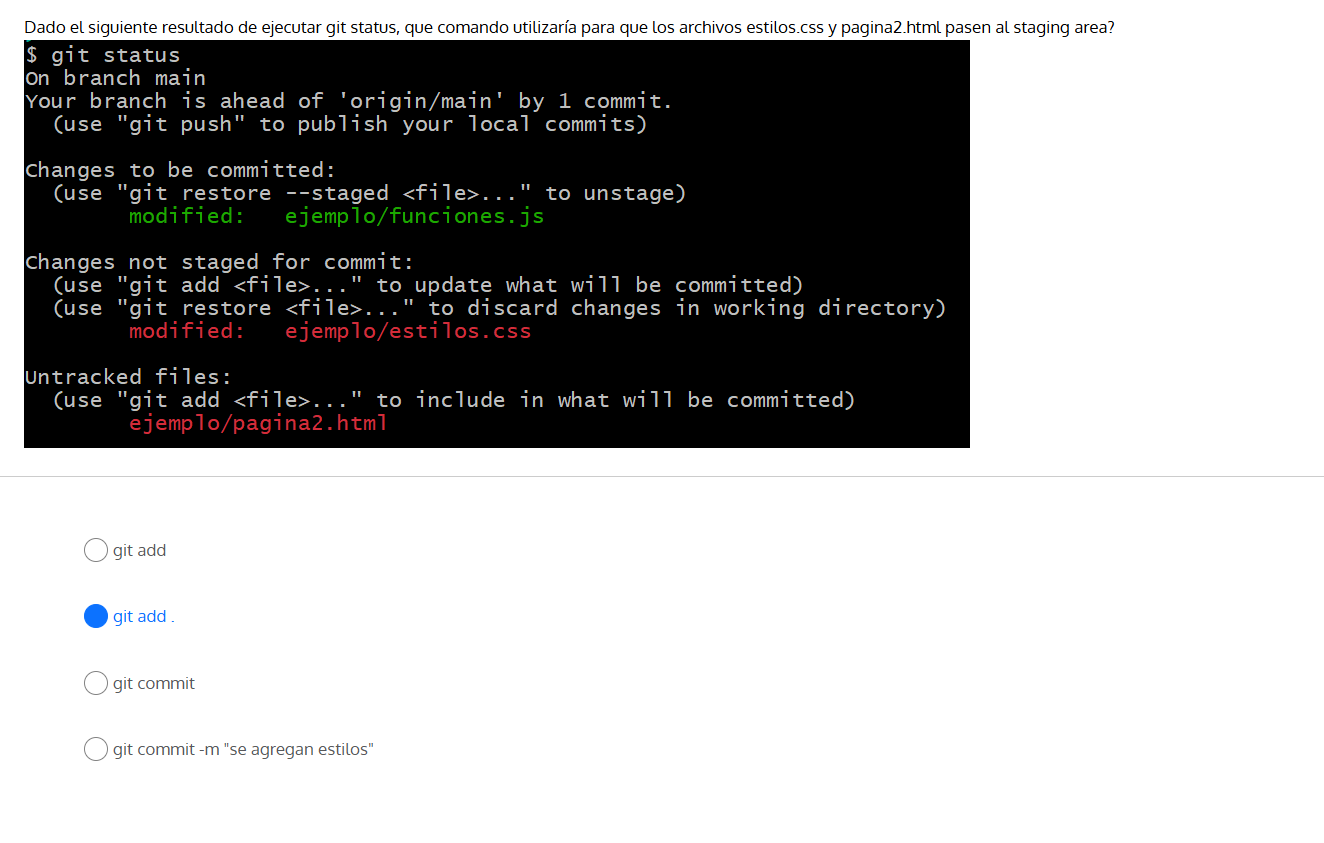 Dado el siguiente resultado de ejecutar git status, que comando utilizaría para que los archivos estilos.css y pagina2.html pasen al staging area?
$ git status
On branch main
Your branch is ahead of 'origin/main' by 1 commit.
  (use "git push" to publish your local commits)

Changes to be committed:
  (use "git restore --staged <file>..." to unstage)
        modified:   ejemplo/funciones.js

Changes not staged for commit:
  (use "git add <file>..." to update what will be committed)
  (use "git restore <file>..." to discard changes in working directory)
        modified:   ejemplo/estilos.css

Untracked files:
  (use "git add <file>..." to include in what will be committed)
        ejemplo/pagina2.html
git add
git add .
git commit
git commit -m "se agregan estilos"